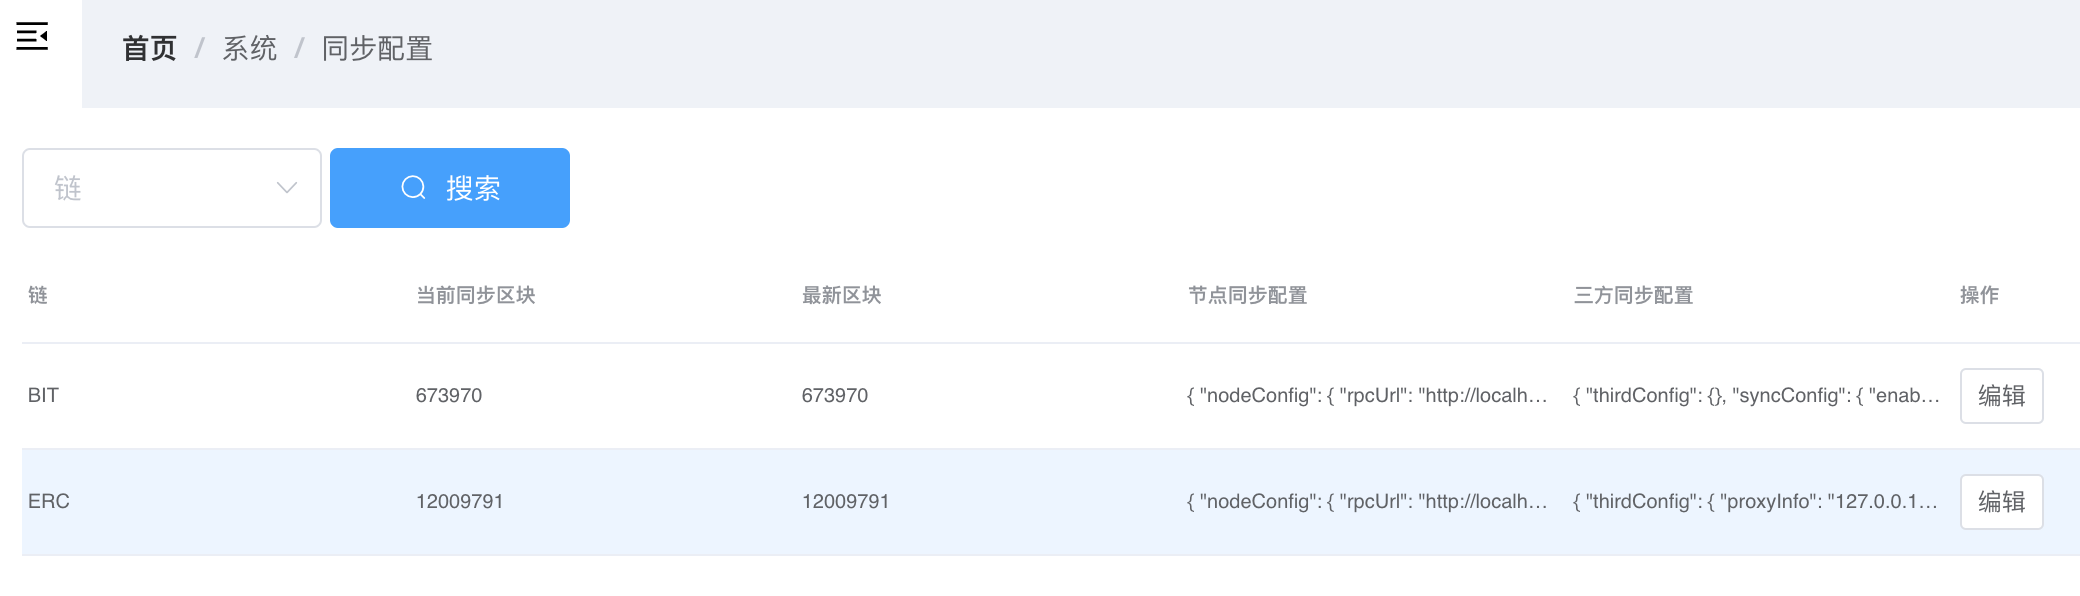 首页 / 系统 / 同步配置
链 搜索
链 当前同步区块 最新区块 节点同步配置 三方同步配置 操作
BIT 673970 673970 { "nodeConfig": { "rpcUrl": "http://localh... { "thirdConfig": {}, "syncConfig": { "enab... 编辑
ERC 12009791 12009791 { "nodeConfig": { "rpcUrl": "http://localh... { "thirdConfig": { "proxyInfo": "127.0.0.1... 编辑